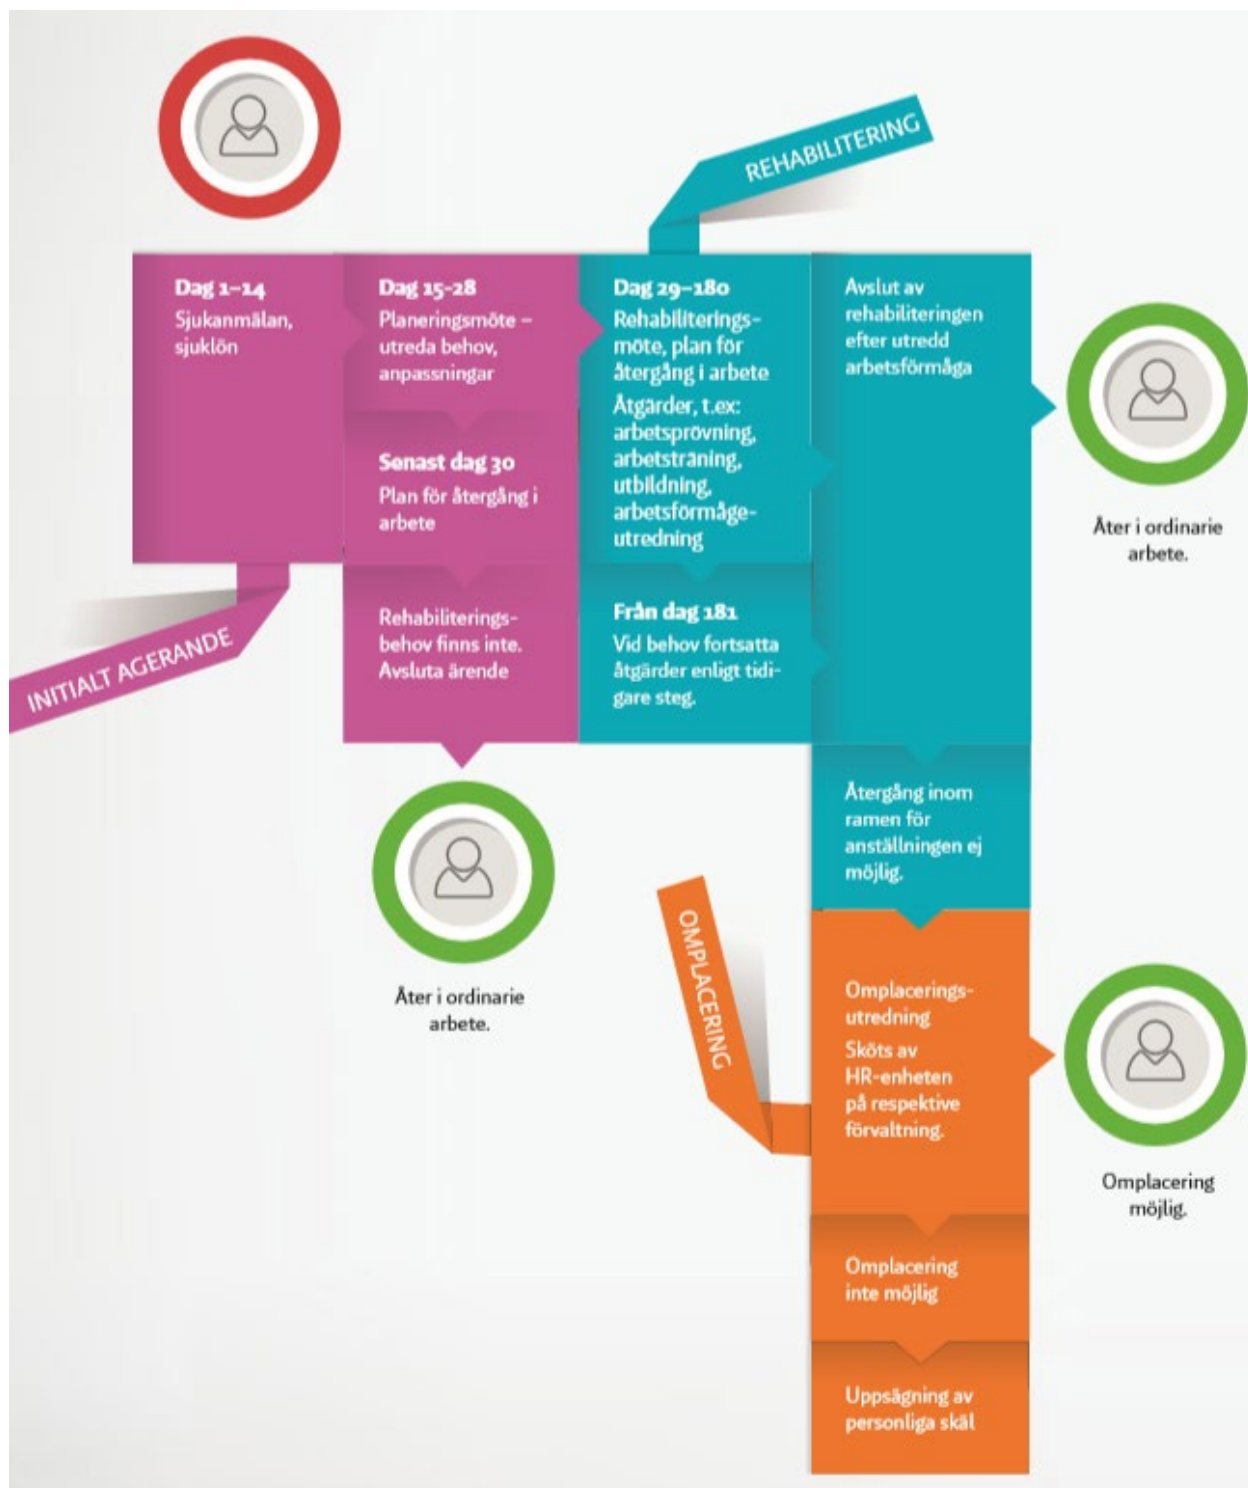 REHABILITERING
Dag 1–14
Sjukanmälan,
sjuklön
Dag 15-28
Planeringsmöte –
utreda behov,
anpassningar
Senast dag 30
Plan för återgång i
arbete
Rehabiliterings-
behov finns inte.
Avsluta ärende
INITIALT AGERANDE
Åter i ordinarie
arbete.
Dag 29–180
Rehabiliterings-
möte, plan för
återgång i arbete
Åtgärder, t.ex:
arbetsprövning,
arbetsträning,
utbildning,
arbetsförmåge-
utredning
Från dag 181
Vid behov fortsatta
åtgärder enligt tidi-
gare steg.
Avslut av
rehabiliteringen
efter utredd
arbetsförmåga
Åter i ordinarie
arbete.
Återgång inom
ramen för
anställningen ej
möjlig.
OMPLACERING
Omplacerings-
utredning
Sköts av
HR-enheten
på respektive
förvaltning.
Omplacering
möjlig.
Omplacering
inte möjlig
Uppsägning av
personliga skäl